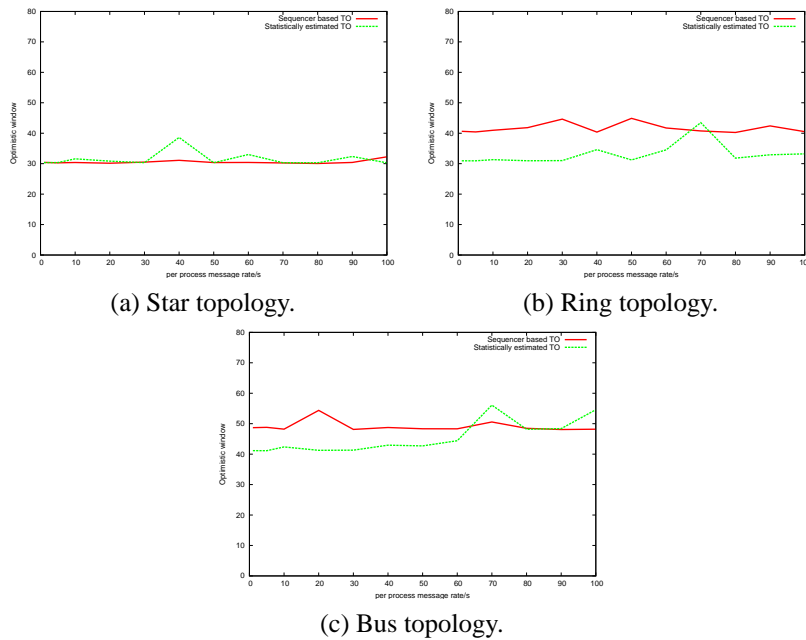 80
70
60
50
40
30
20
10
0
Optimistic window
Sequencer based TO
Statistically estimated TO
0 10 20 30 40 50 60 70 80 90 100
per process message rate/s
(a) Star topology.
80
70
60
50
40
30
20
10
0
Optimistic window
Sequencer based TO
Statistically estimated TO
0 10 20 30 40 50 60 70 80 90 100
per process message rate/s
(b) Ring topology.
80
70
60
50
40
30
20
10
0
Optimistic window
Sequencer based TO
Statistically estimated TO
0 10 20 30 40 50 60 70 80 90 100
per process message rate/s
(c) Bus topology.